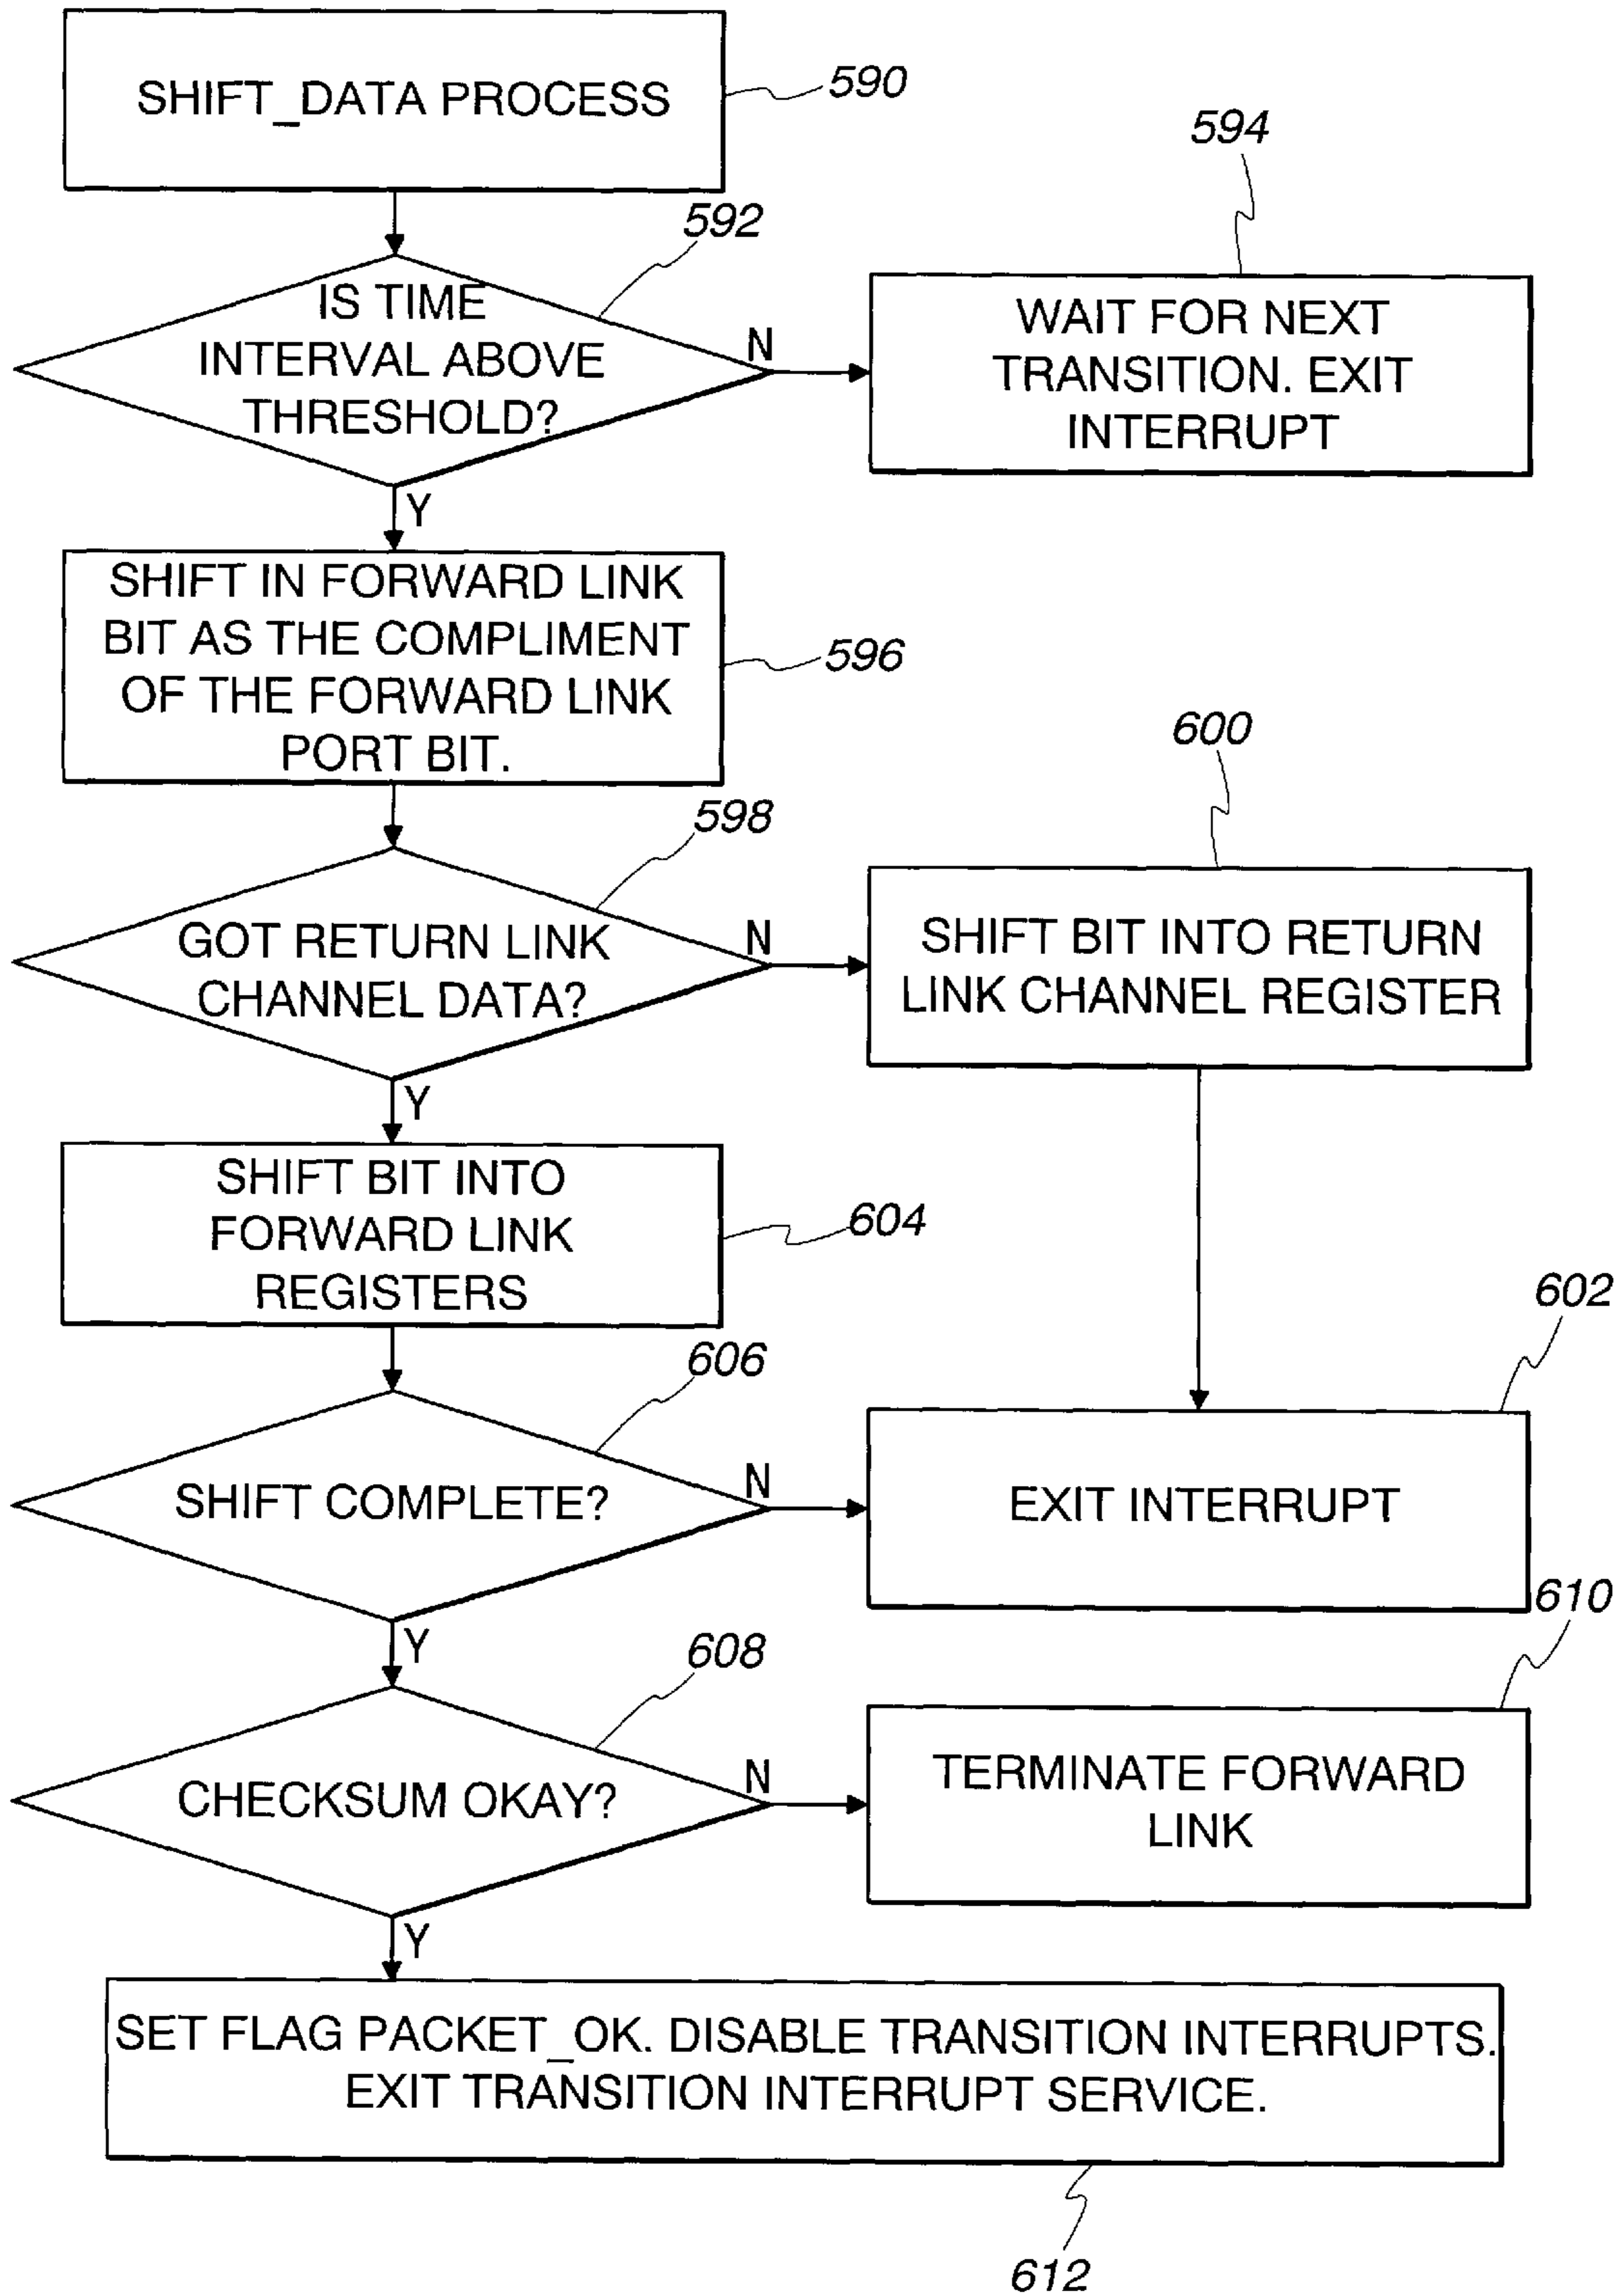 SHIFT_DATA PROCESS
590
594
592
IS TIME
INTERVAL ABOVE
THRESHOLD?
N
WAIT FOR NEXT
TRANSITION. EXIT
INTERRUPT
Y
SHIFT IN FORWARD LINK
BIT AS THE COMPLIMENT
OF THE FORWARD LINK
PORT BIT.
596
600
598
GOT RETURN LINK
CHANNEL DATA?
N
SHIFT BIT INTO RETURN
LINK CHANNEL REGISTER
Y
SHIFT BIT INTO
FORWARD LINK
REGISTERS
604
602
606
SHIFT COMPLETE?
N
EXIT INTERRUPT
610
Y
608
CHECKSUM OKAY?
N
TERMINATE FORWARD
LINK
Y
SET FLAG PACKET_OK. DISABLE TRANSITION INTERRUPTS.
EXIT TRANSITION INTERRUPT SERVICE.
612